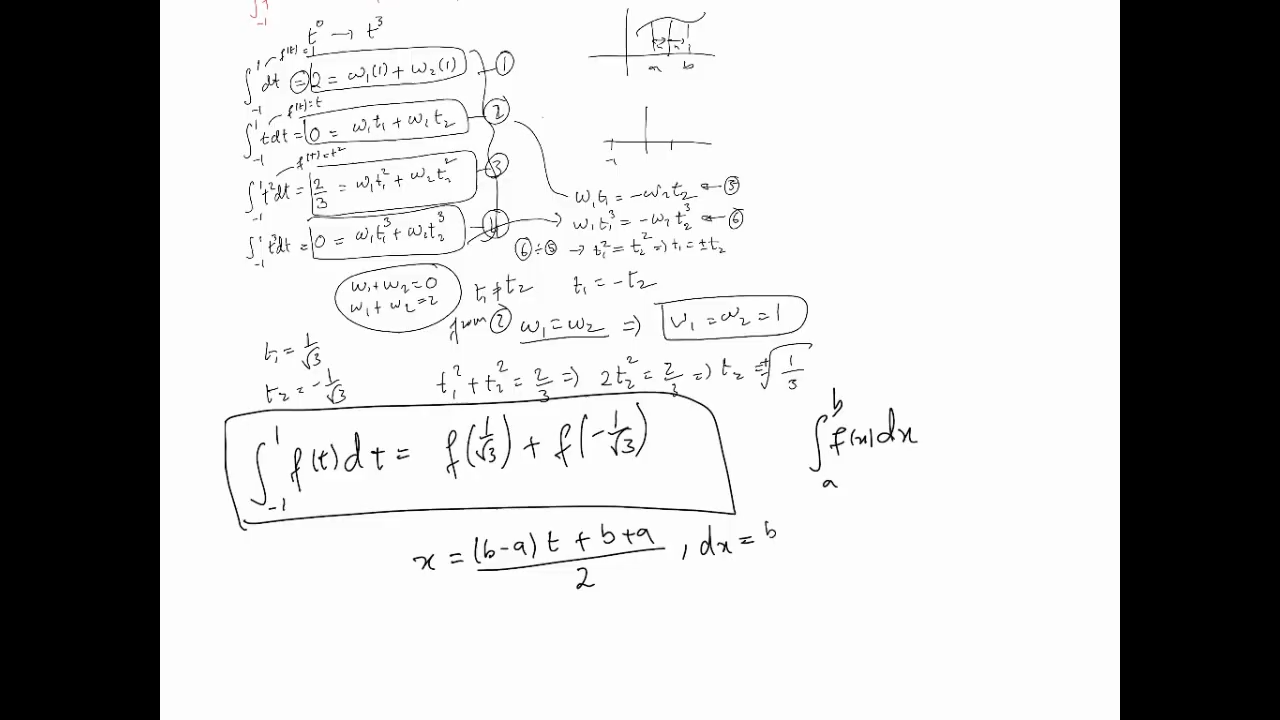 ∫₋₁
t⁰ → t³
f(t)=1
∫₋₁¹ dt = 2 = w₁(1) + w₂(1) — ①
f(t)=t
∫₋₁¹ t dt = 0 = w₁t₁ + w₂t₂ — ②
f(t)=t²
∫₋₁¹ t² dt = 2/3 = w₁t₁² + w₂t₂² — ③
∫₋₁¹ t³ dt = 0 = w₁t₁³ + w₂t₂³
a b
-1
w₁t₁ = -w₂t₂ ← ⑤
w₁t₁³ = -w₂t₂³ ← ⑥
⑥ ÷ ⑤ → t₁² = t₂² ⇒ t₁ = ±t₂
w₁ + w₂ = 0
w₁ + w₂ = 2
t₁ ≠ t₂ t₁ = -t₂
from ② w₁ = w₂ ⇒ w₁ = w₂ = 1
t₁ = 1/√3
t₂ = -1/√3
t₁² + t₂² = 2/3 ⇒ 2t₂² = 2/3 ⇒ t₂ = ±√(1/3)
∫₋₁¹ f(t) dt = f(1/√3) + f(-1/√3)
∫ₐᵇ f(x) dx
x = ((b-a)t + b+a)/2 , dx = b